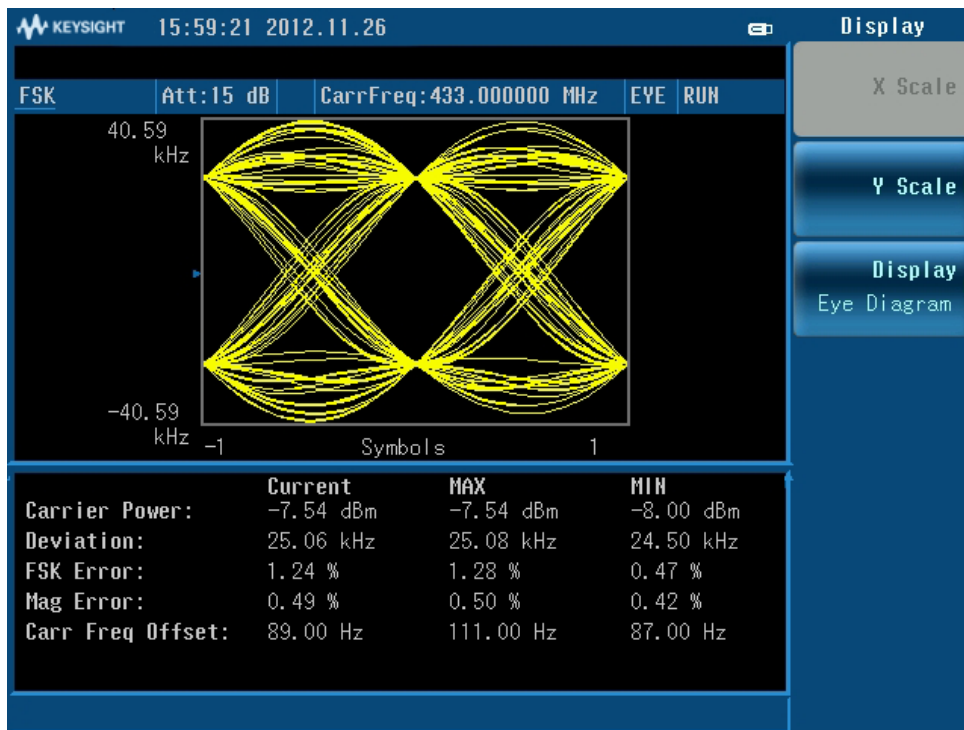 KEYSIGHT 15:59:21 2012.11.26 Display
FSK Att:15 dB CarrFreq:433.000000 MHz EYE RUN
X Scale
40.59
kHz
Y Scale
Display
Eye Diagram
-40.59
kHz
-1 Symbols 1
Current MAX MIN
Carrier Power: -7.54 dBm -7.54 dBm -8.00 dBm
Deviation: 25.06 kHz 25.08 kHz 24.50 kHz
FSK Error: 1.24 % 1.28 % 0.47 %
Mag Error: 0.49 % 0.50 % 0.42 %
Carr Freq Offset: 89.00 Hz 111.00 Hz 87.00 Hz